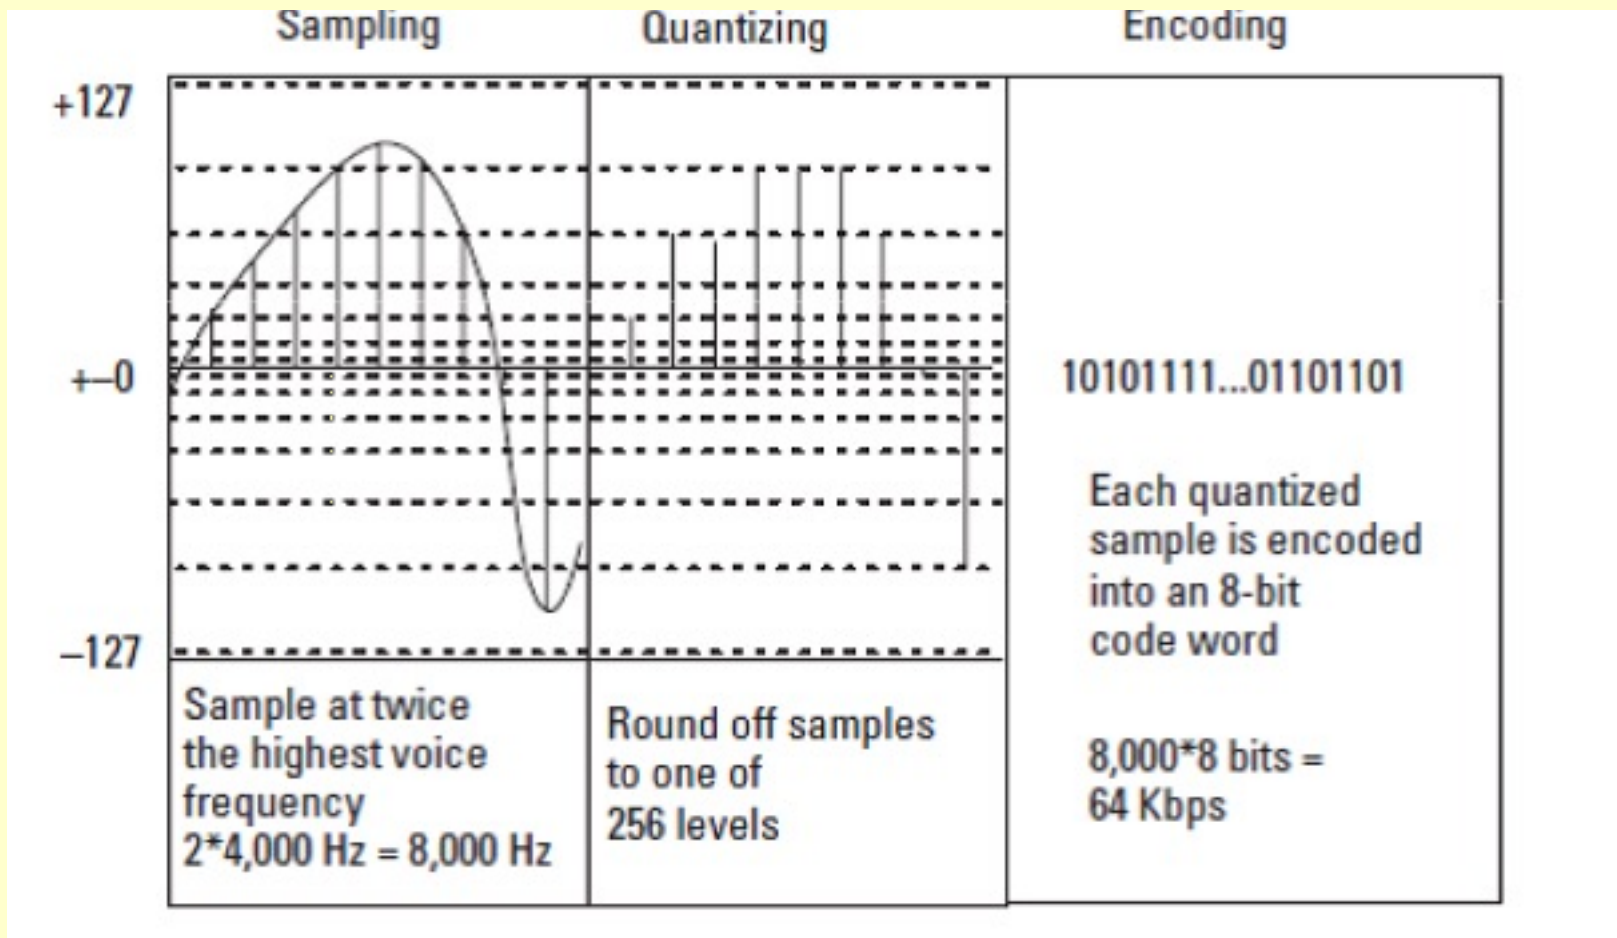 Sampling
Quantizing
Encoding
+127
+–0
–127
Sample at twice
the highest voice
frequency
2*4,000 Hz = 8,000 Hz
Round off samples
to one of
256 levels
10101111...01101101
Each quantized
sample is encoded
into an 8-bit
code word
8,000*8 bits =
64 Kbps